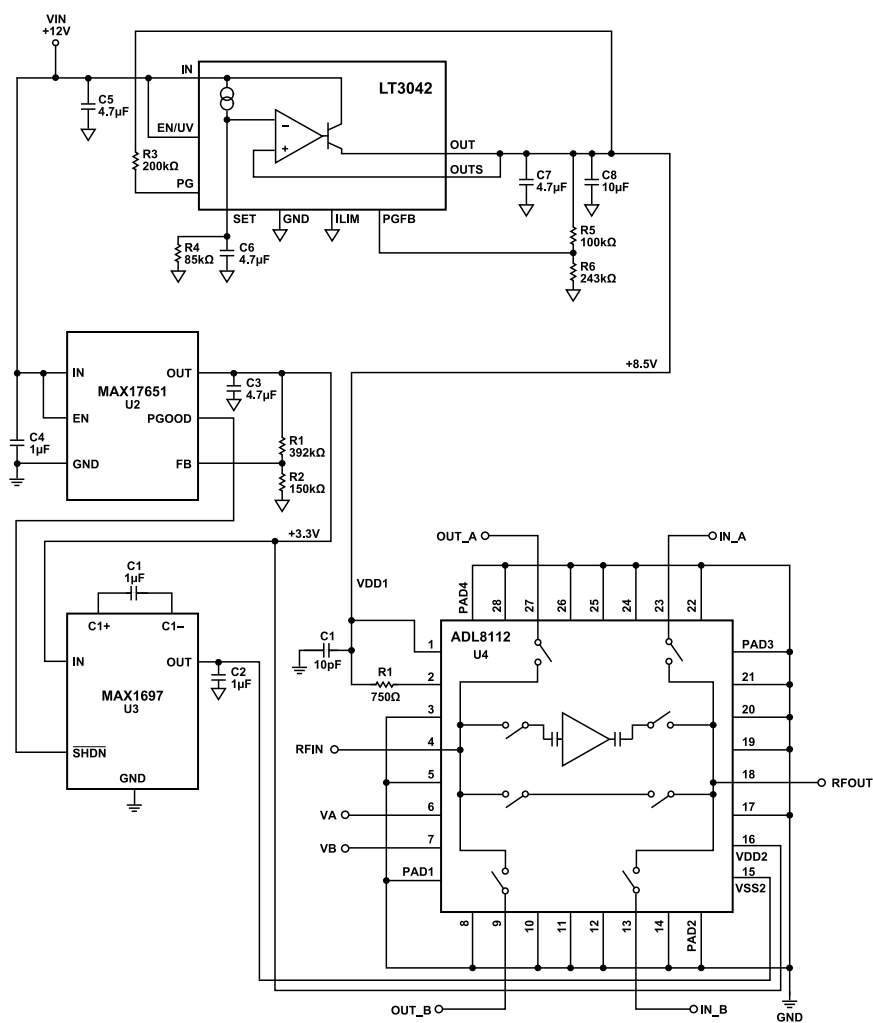 VIN
+12V
C5
4.7µF
IN
LT3042
EN/UV
R3
200kΩ
PG
OUT
OUTS
C7
4.7µF
C8
10µF
SET
GND
ILIM
PGFB
R4
85kΩ
C6
4.7µF
R5
100kΩ
R6
243kΩ
+8.5V
IN
OUT
MAX17651
U2
EN
PGOOD
GND
FB
C3
4.7µF
C4
1µF
R1
392kΩ
R2
150kΩ
+3.3V
C1
1µF
C1+
C1−
IN
OUT
MAX1697
U3
SHDN
GND
C2
1µF
VDD1
C1
10pF
R1
750Ω
OUT_A
IN_A
PAD4
28
27
26
25
24
23
22
ADL8112
U4
1
2
3
4
5
6
7
PAD1
RFIN
VA
VB
PAD3
21
20
19
18
17
16
VDD2
15
VSS2
RFOUT
8
9
10
11
12
13
14
PAD2
OUT_B
IN_B
GND